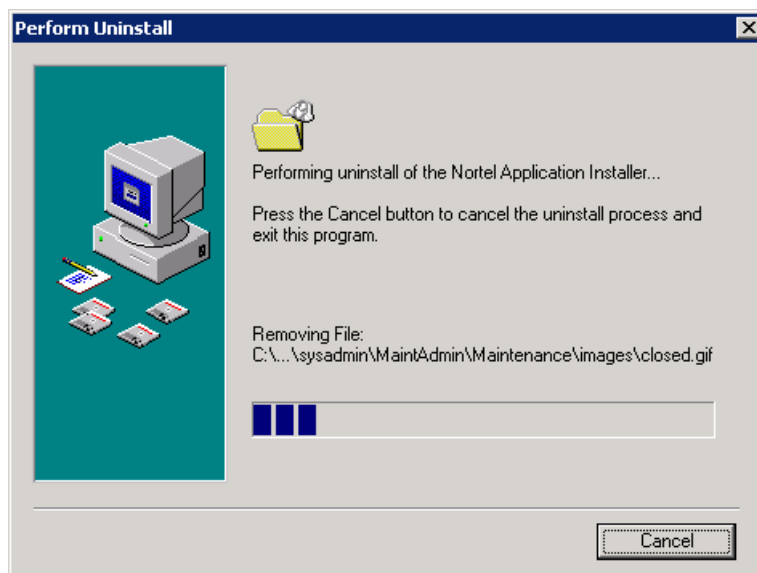 Perform Uninstall
Performing uninstall of the Nortel Application Installer...
Press the Cancel button to cancel the uninstall process and
exit this program.
Removing File:
C:\...\sysadmin\MaintAdmin\Maintenance\images\closed.gif
Cancel